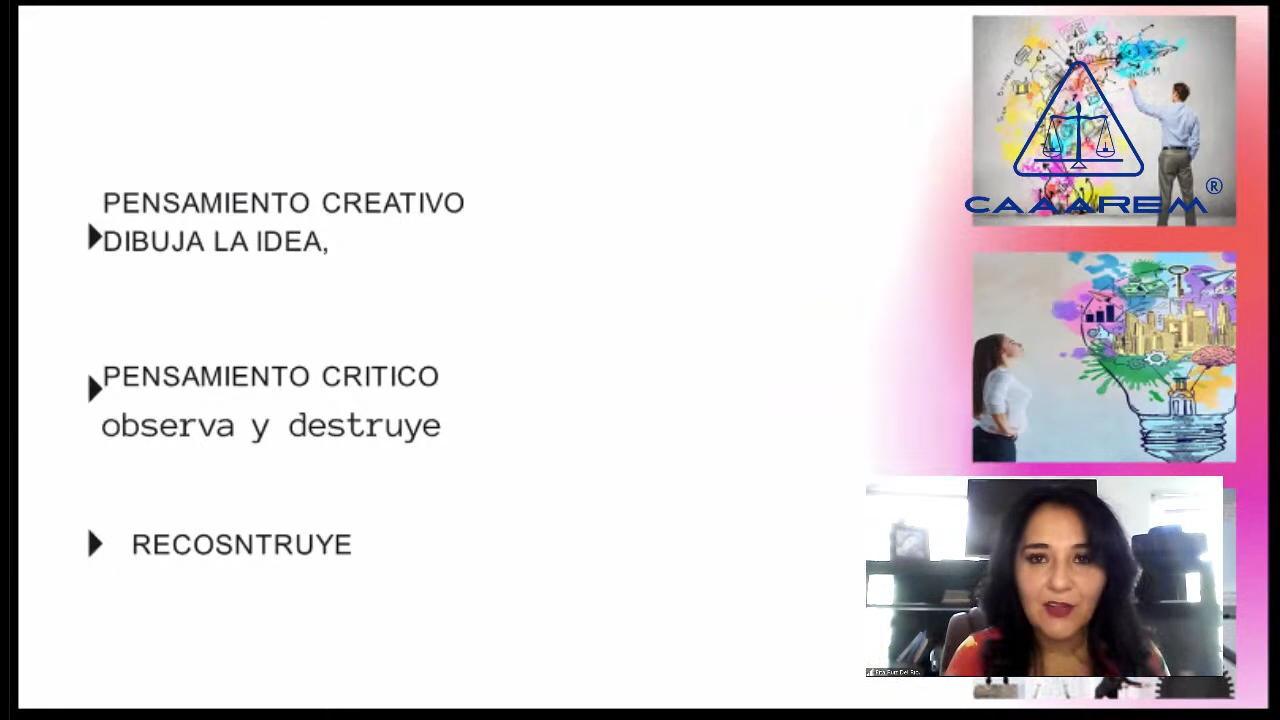 PENSAMIENTO CREATIVO
DIBUJA LA IDEA,
PENSAMIENTO CRITICO
observa y destruye
RECOSNTRUYE
CAAAREM®